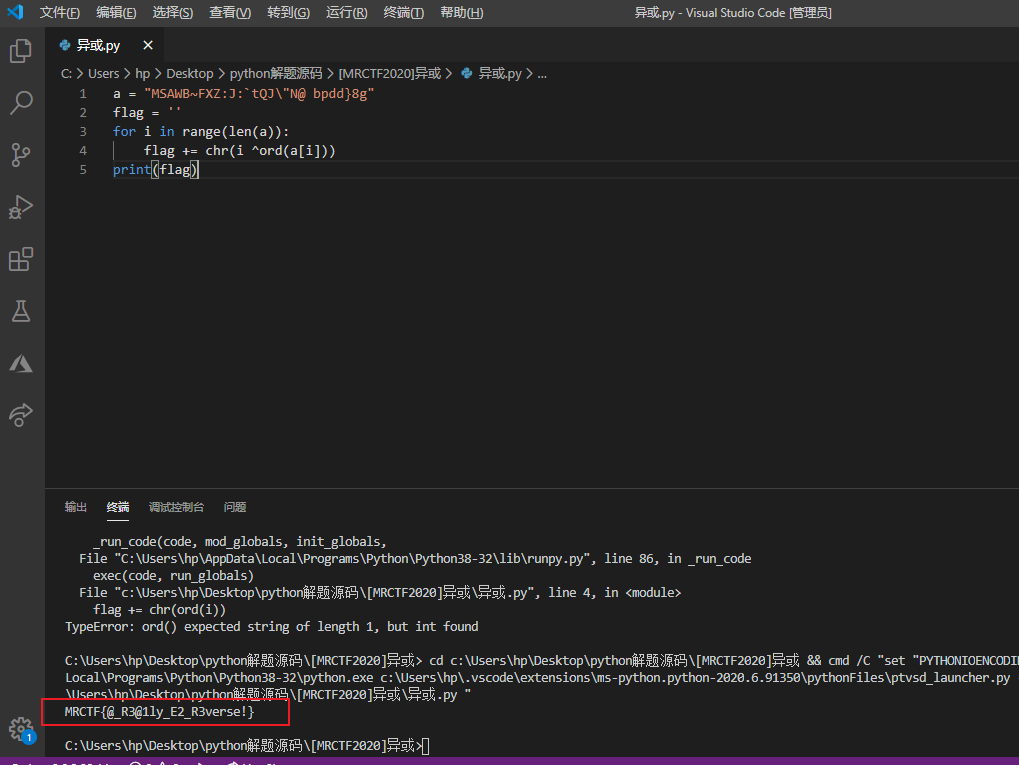 文件(F) 编辑(E) 选择(S) 查看(V) 转到(G) 运行(R) 终端(T) 帮助(H) 异或.py - Visual Studio Code [管理员]
异或.py ×
C: > Users > hp > Desktop > python解题源码 > [MRCTF2020]异或 > 异或.py > ...
1 a = "MSAWB~FXZ:J:`tQJ\"N@ bpdd}8g"
2 flag = ''
3 for i in range(len(a)):
4 flag += chr(i ^ord(a[i]))
5 print(flag)
输出 终端 调试控制台 问题
_run_code(code, mod_globals, init_globals,
File "C:\Users\hp\AppData\Local\Programs\Python\Python38-32\lib\runpy.py", line 86, in _run_code
exec(code, run_globals)
File "c:\Users\hp\Desktop\python解题源码\[MRCTF2020]异或\异或.py", line 4, in <module>
flag += chr(ord(i))
TypeError: ord() expected string of length 1, but int found
C:\Users\hp\Desktop\python解题源码\[MRCTF2020]异或> cd c:\Users\hp\Desktop\python解题源码\[MRCTF2020]异或 && cmd /C "set "PYTHONIOENCODI
Local\Programs\Python\Python38-32\python.exe c:\Users\hp\.vscode\extensions\ms-python.python-2020.6.91350\pythonFiles\ptvsd_launcher.py
\Users\hp\Desktop\python解题源码\[MRCTF2020]异或\异或.py "
MRCTF{@_R3@1ly_E2_R3verse!}
C:\Users\hp\Desktop\python解题源码\[MRCTF2020]异或>
1